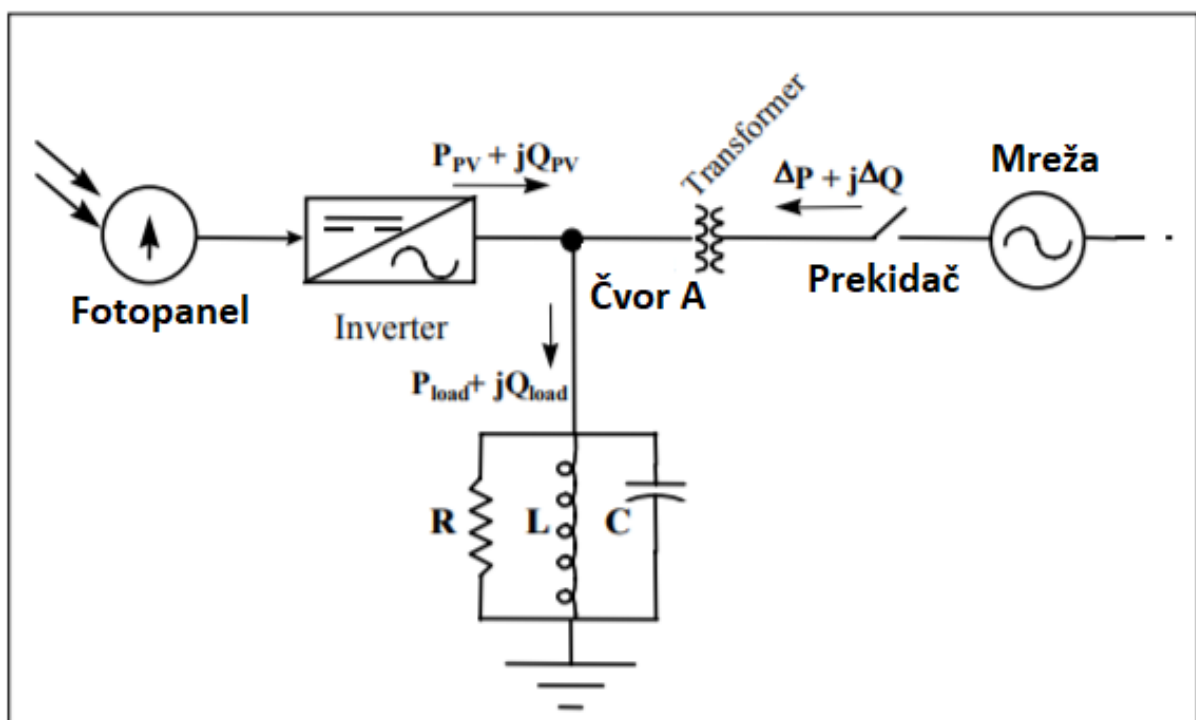 P_PV + jQ_PV
Transformer
ΔP + jΔQ
Mreža
Fotopanel
Inverter
Čvor A
Prekidač
P_load + jQ_load
R
L
C